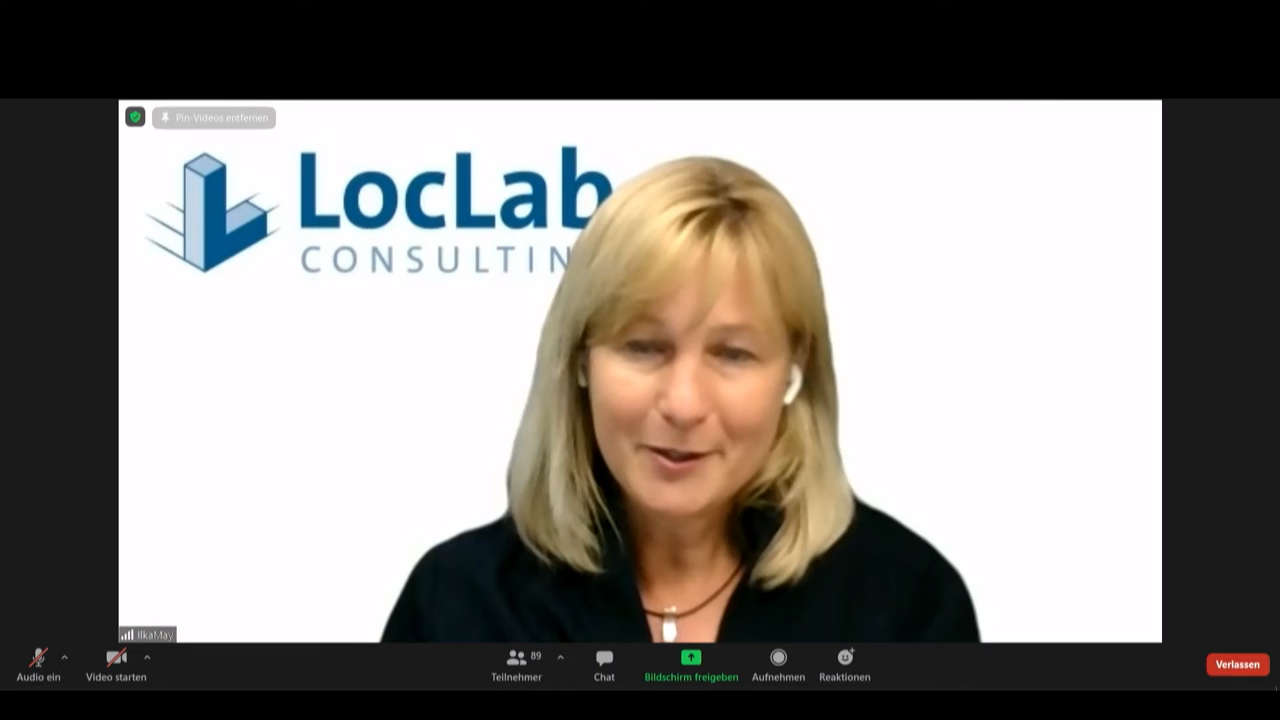 Pin-Videos entfernen
LocLab
CONSULTIN
IlkaMay
89
Audio ein
Video starten
Teilnehmer
Chat
Bildschirm freigeben
Aufnehmen
Reaktionen
Verlassen